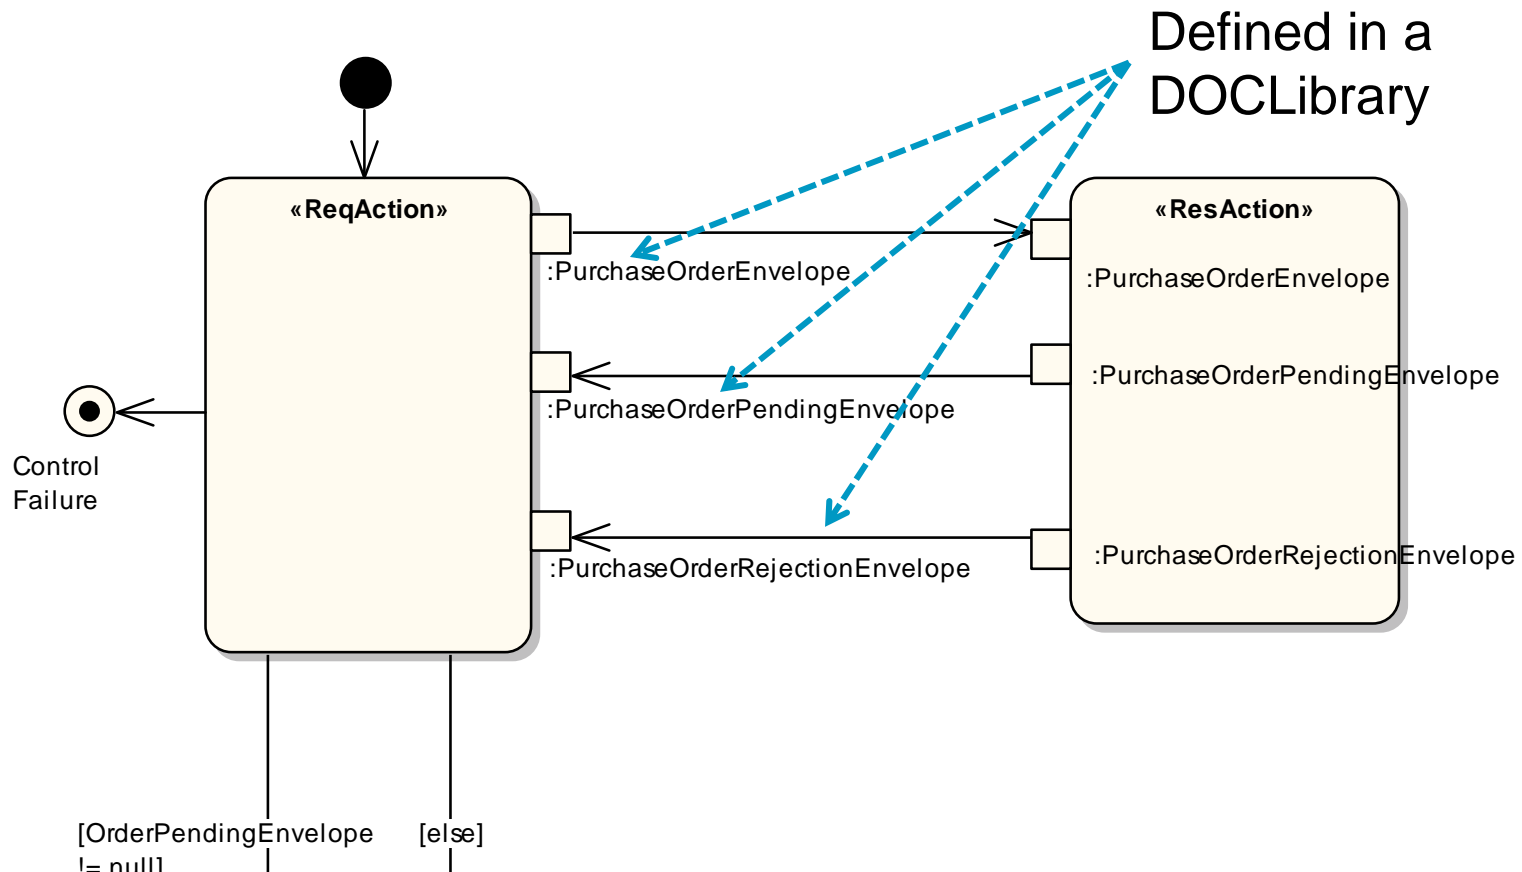 Defined in a
DOCLibrary
«ReqAction»
«ResAction»
:PurchaseOrderEnvelope
:PurchaseOrderEnvelope
:PurchaseOrderPendingEnvelope
:PurchaseOrderPendingEnvelope
Control
Failure
:PurchaseOrderRejectionEnvelope
:PurchaseOrderRejectionEnvelope
[OrderPendingEnvelope
[else]
!= null]